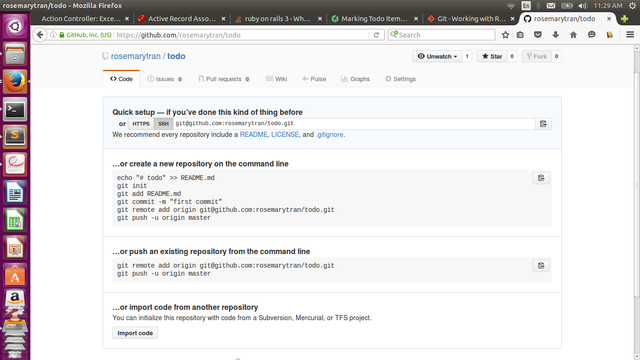 rosemarytran/todo - Mozilla Firefox
En
11:29 AM
Action Controller: Exce...
Active Record Asso...
ruby on rails 3 - Wh...
Marking Todo Item...
Git - Working with R...
rosemarytran/todo
GitHub, Inc. (US)
https://github.com/rosemarytran/todo
Search
rosemarytran / todo
Unwatch
1
Star
0
Fork
0
Code
Issues 0
Pull requests 0
Wiki
Pulse
Graphs
Settings
Quick setup — if you've done this kind of thing before
or HTTPS SSH git@github.com:rosemarytran/todo.git
We recommend every repository include a README, LICENSE, and .gitignore.
…or create a new repository on the command line
echo "# todo" >> README.md
git init
git add README.md
git commit -m "first commit"
git remote add origin git@github.com:rosemarytran/todo.git
git push -u origin master
…or push an existing repository from the command line
git remote add origin git@github.com:rosemarytran/todo.git
git push -u origin master
…or import code from another repository
You can initialize this repository with code from a Subversion, Mercurial, or TFS project.
Import code